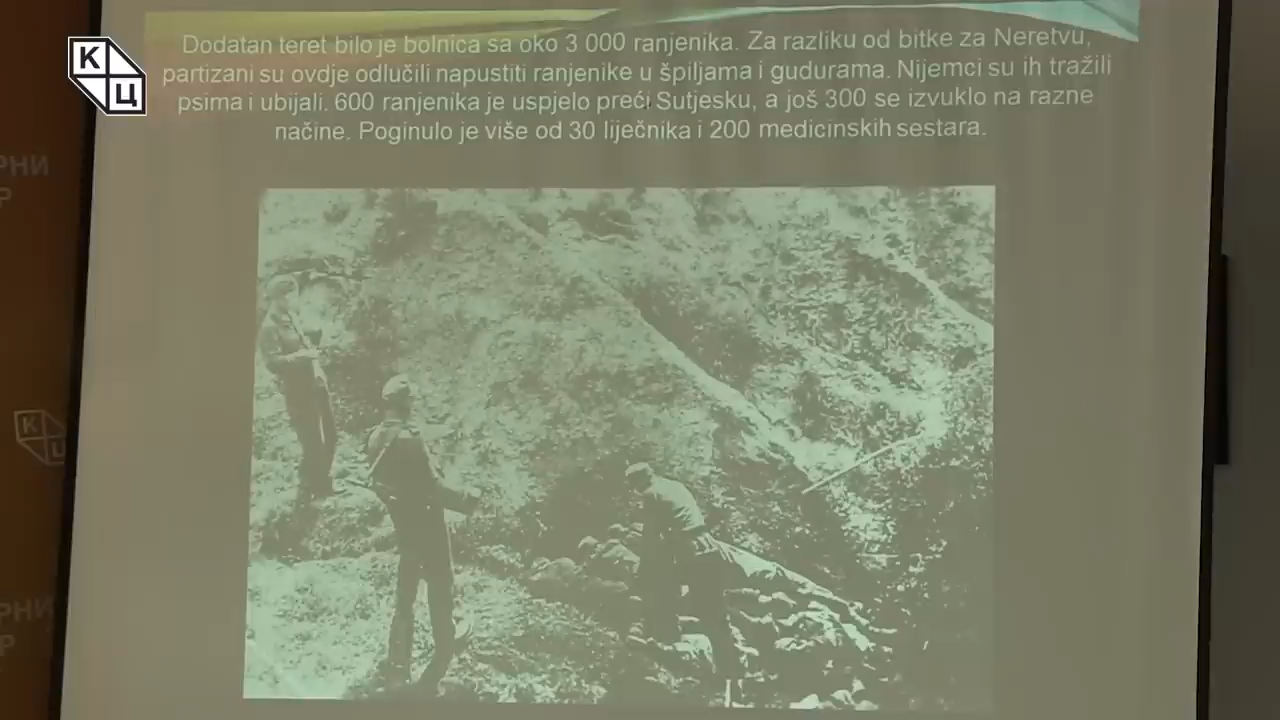 К
Ц
Dodatan teret bilo je bolnica sa oko 3 000 ranjenika. Za razliku od bitke za Neretvu,
partizani su ovdje odlučili napustiti ranjenike u špiljama i gudurama. Nijemci su ih tražili
psima i ubijali. 600 ranjenika je uspjelo preći Sutjesku, a još 300 se izvuklo na razne
načine. Poginulo je više od 30 liječnika i 200 medicinskih sestara.
РНИ
Р
К
Ц
РНИ
Р